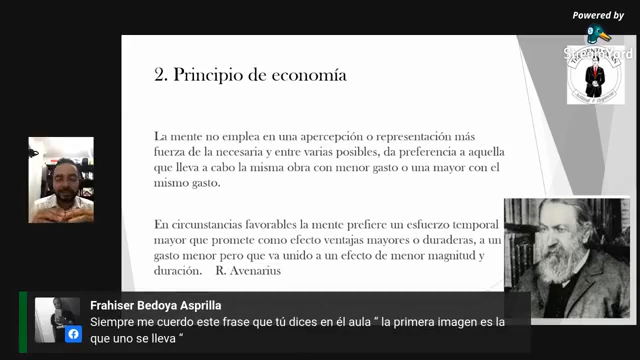 Powered by
StreamYard
2. Principio de economía
La mente no emplea en una apercepción o representación más
fuerza de la necesaria y entre varias posibles, da preferencia a aquella
que lleva a cabo la misma obra con menor gasto o una mayor con el
mismo gasto.
En circunstancias favorables la mente prefiere un esfuerzo temporal
mayor que promete como efecto ventajas mayores o duraderas, a un
gasto menor pero que va unido a un efecto de menor magnitud y
duración. R. Avenarius
Frahiser Bedoya Asprilla
Siempre me cuerdo este frase que tú dices en él aula “ la primera imagen es la
que uno se lleva “